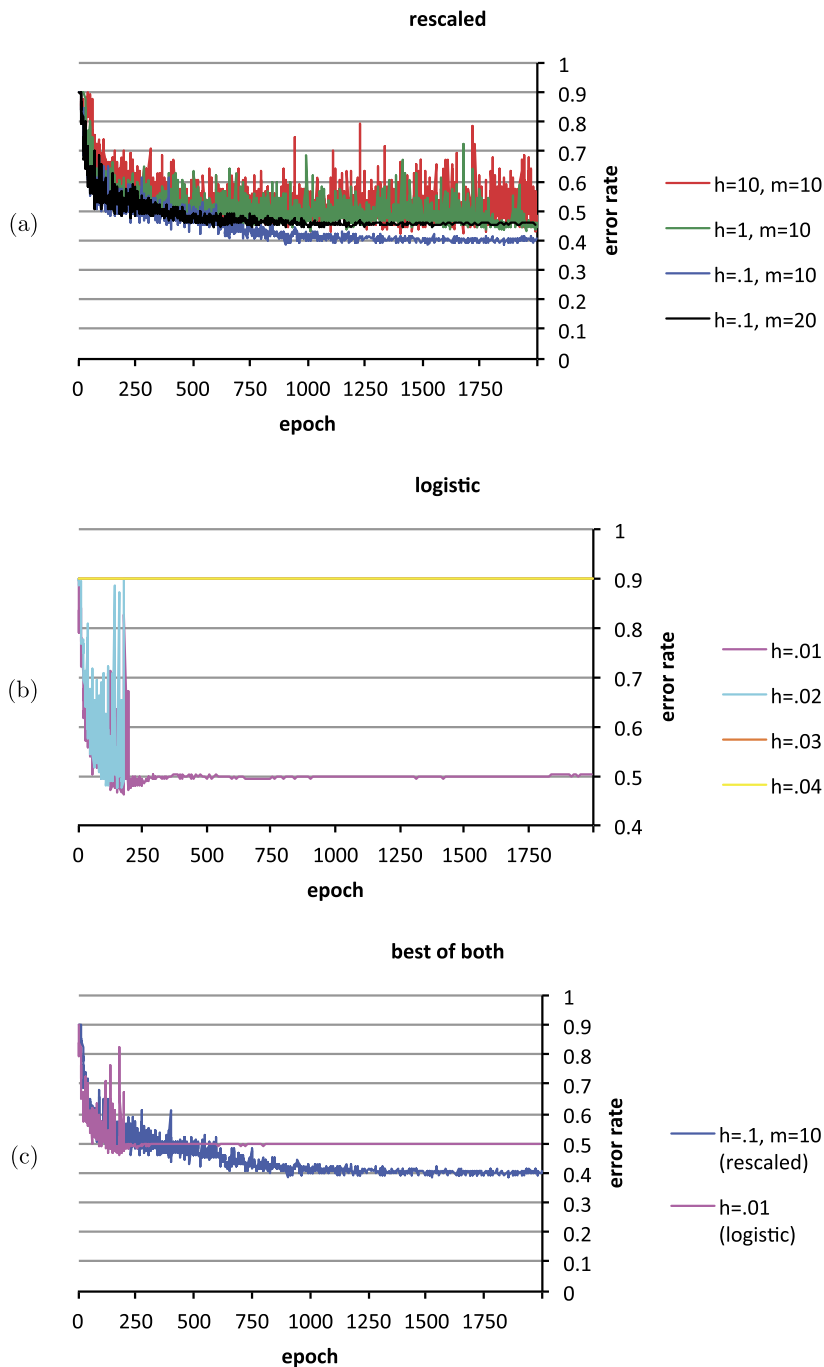 rescaled
(a)
1
0.9
0.8
0.7
0.6
0.5
0.4
0.3
0.2
0.1
0
error rate
0 250 500 750 1000 1250 1500 1750
epoch
h=10, m=10
h=1, m=10
h=.1, m=10
h=.1, m=20
logistic
(b)
1
0.9
0.8
0.7
0.6
0.5
0.4
error rate
0 250 500 750 1000 1250 1500 1750
epoch
h=.01
h=.02
h=.03
h=.04
best of both
(c)
1
0.9
0.8
0.7
0.6
0.5
0.4
0.3
0.2
0.1
0
error rate
0 250 500 750 1000 1250 1500 1750
epoch
h=.1, m=10
(rescaled)
h=.01
(logistic)